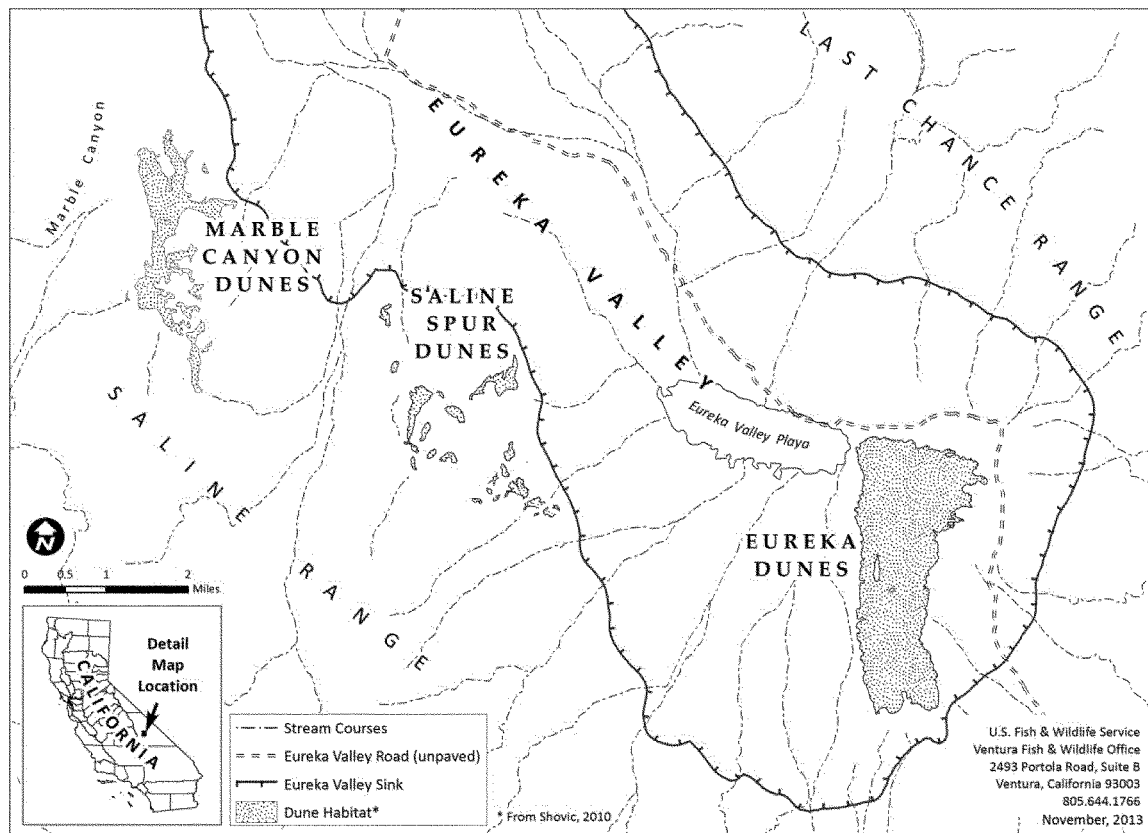 LAST CHANCE RANGE
Marble Canyon
EUREKA VALLEY
MARBLE
CANYON
DUNES
SALINE
SPUR
DUNES
SALINE RANGE
Eureka Valley Playa
EUREKA
DUNES
N
0 0.5 1 2
Miles
Detail
Map
Location
CALIFORNIA
Stream Courses
Eureka Valley Road (unpaved)
Eureka Valley Sink
Dune Habitat*
* From Shovic, 2010
U.S. Fish & Wildlife Service
Ventura Fish & Wildlife Office
2493 Portola Road, Suite B
Ventura, California 93003
805.644.1766
November, 2013